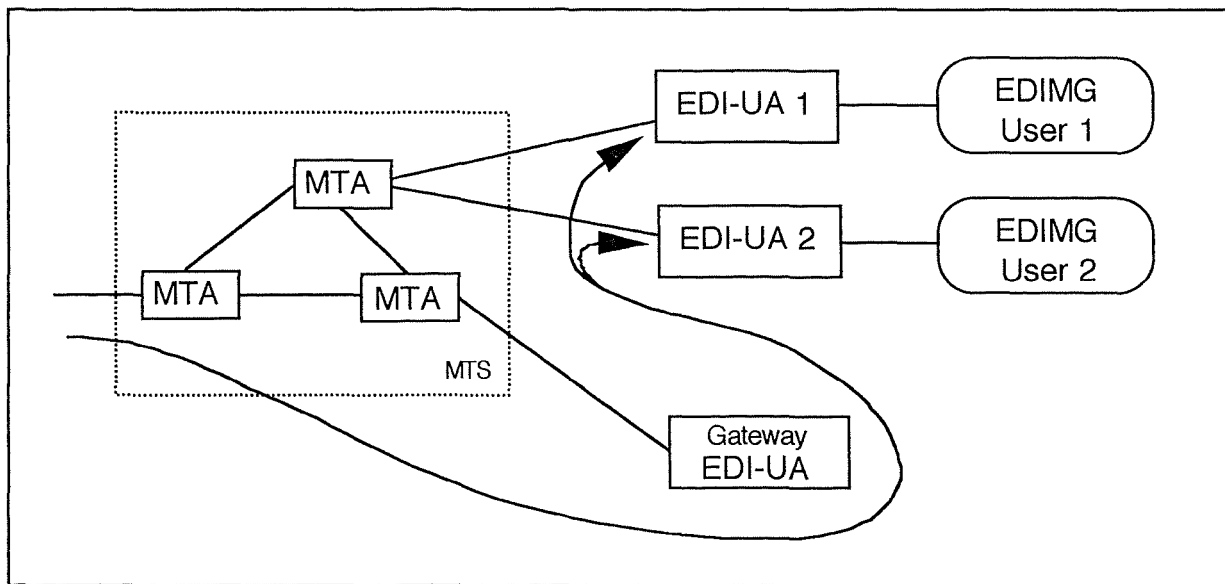 EDI-UA 1
EDIMG
User 1
MTA
EDI-UA 2
EDIMG
User 2
MTA
MTA
MTS
Gateway
EDI-UA